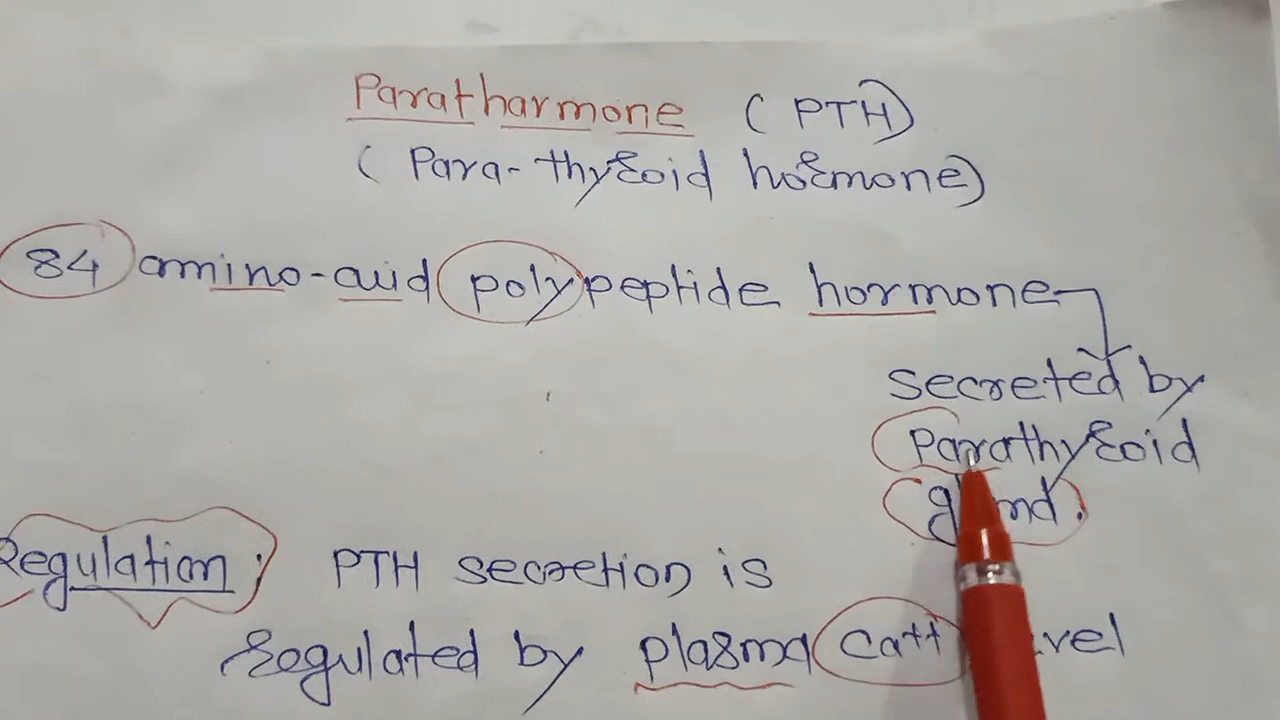 Paratharmone (PTH)
(Para-thyroid hormone)
84 amino-acid polypeptide hormone
secreted by
Parathyroid
gland.
Regulation: PTH secretion is
regulated by plasma Ca++ level